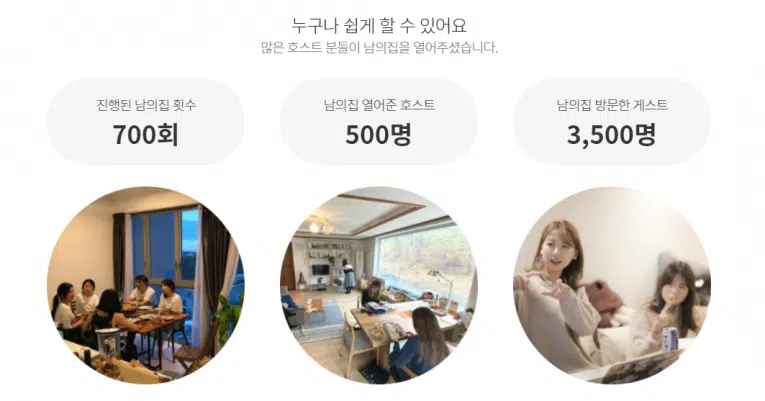 누구나 쉽게 할 수 있어요
많은 호스트 분들이 남의집을 열어주셨습니다.
진행된 남의집 횟수
700회
남의집 열어준 호스트
500명
남의집 방문한 게스트
3,500명